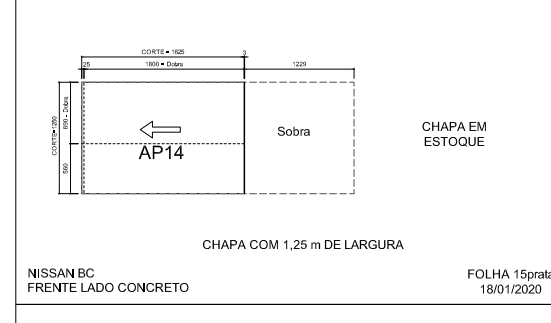 CORTE = 1825
3
25
1800 - Dobra
1229
CORTE=1250
690 - Dobra
560
AP14
Sobra
CHAPA EM
ESTOQUE
CHAPA COM 1,25 m DE LARGURA
NISSAN BC
FRENTE LADO CONCRETO
FOLHA 15prata
18/01/2020